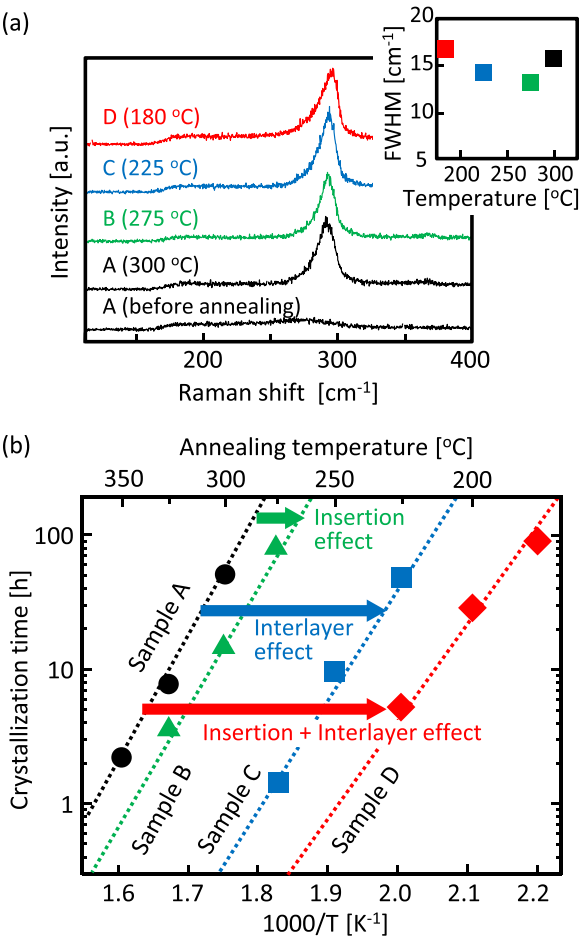 (a)
D (180 °C)
C (225 °C)
B (275 °C)
A (300 °C)
A (before annealing)
Intensity [a.u.]
200
300
400
Raman shift [cm⁻¹]
20
15
10
5
FWHM [cm⁻¹]
200
250
300
Temperature [°C]
(b)
Annealing temperature [°C]
350
300
250
200
Insertion
effect
Interlayer
effect
Insertion + Interlayer effect
Sample A
Sample B
Sample C
Sample D
100
10
1
Crystallization time [h]
1.6
1.7
1.8
1.9
2.0
2.1
2.2
1000/T [K⁻¹]